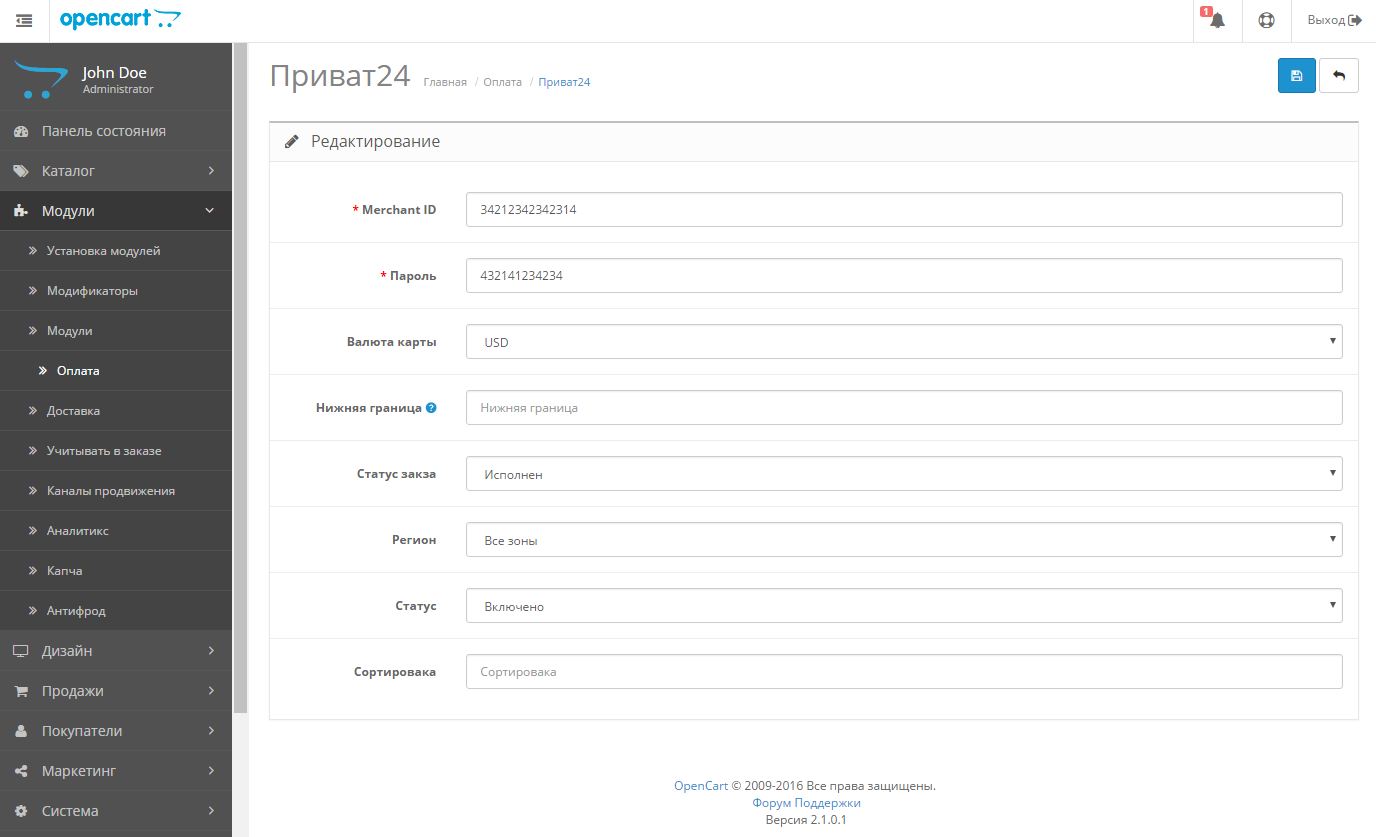 opencart
1
Выход
John Doe
Administrator
Панель состояния
Каталог
Модули
Установка модулей
Модификаторы
Модули
Оплата
Доставка
Учитывать в заказе
Каналы продвижения
Аналитикс
Капча
Антифрод
Дизайн
Продажи
Покупатели
Маркетинг
Система
Приват24 Главная / Оплата / Приват24
Редактирование
* Merchant ID 34212342342314
* Пароль 432141234234
Валюта карты USD
Нижняя граница ? Нижняя граница
Статус закза Исполнен
Регион Все зоны
Статус Включено
Сортировака Сортировака
OpenCart © 2009-2016 Все права защищены.
Форум Поддержки
Версия 2.1.0.1